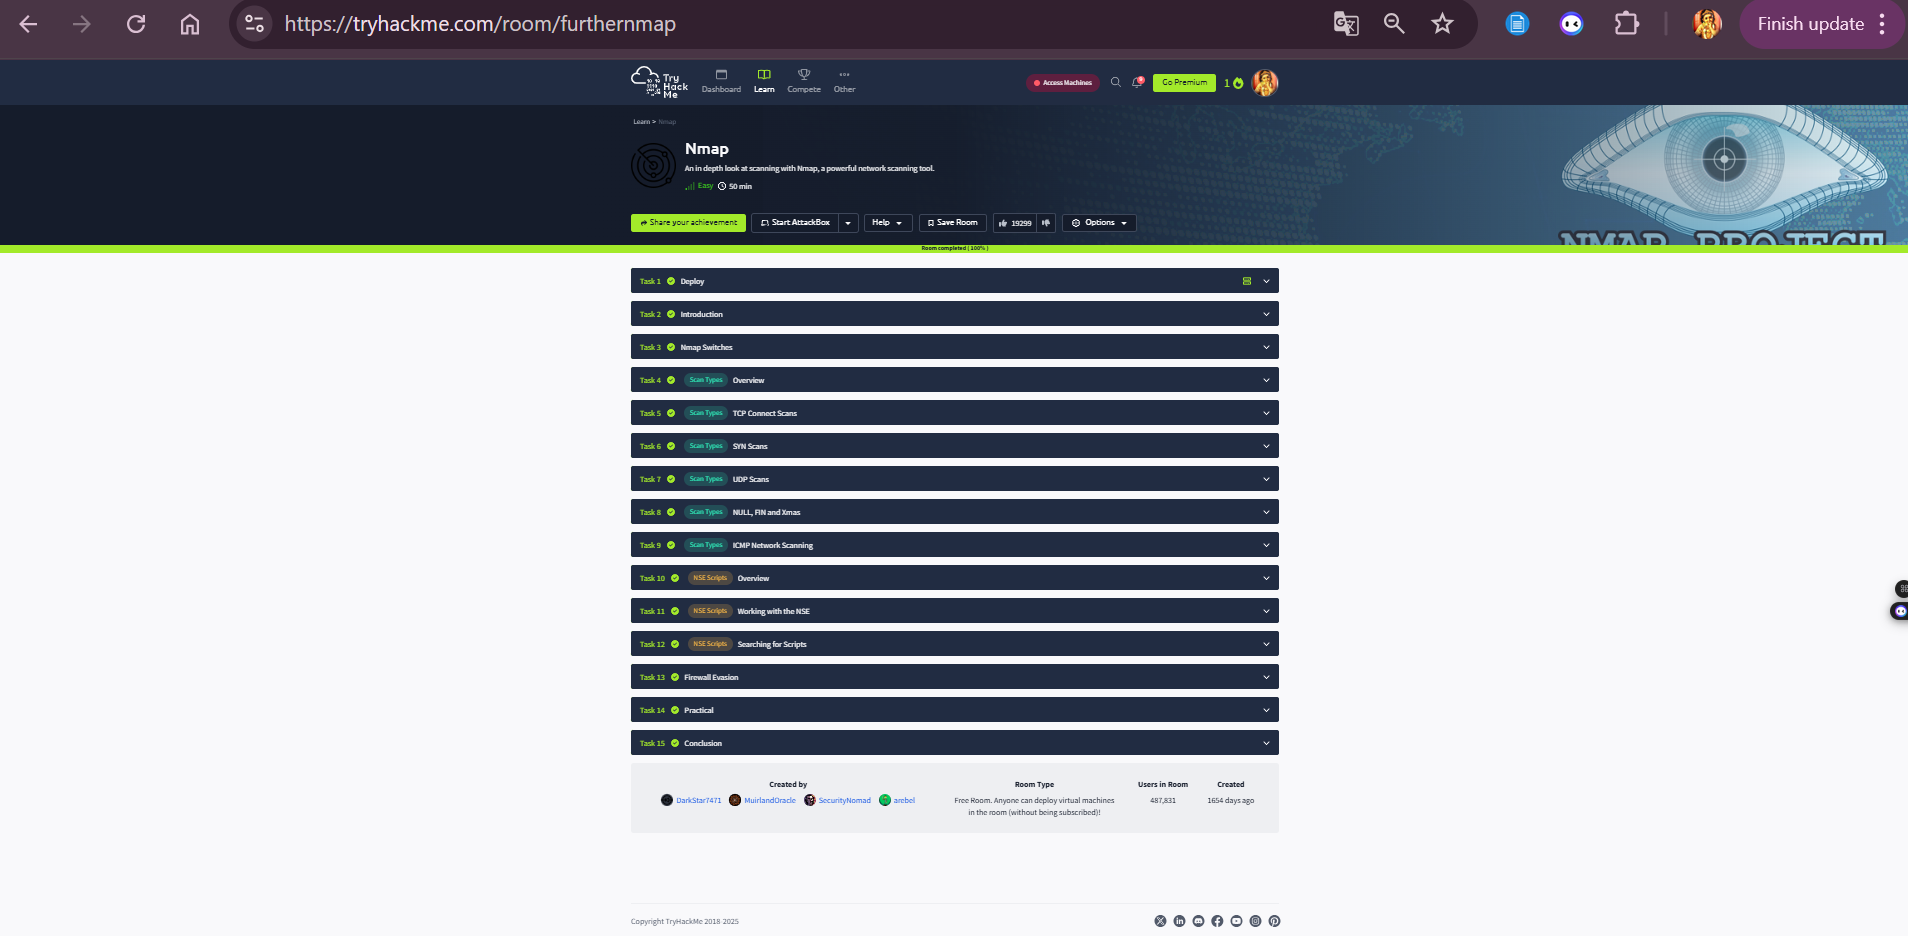 https://tryhackme.com/room/furthernmap
Finish update
Try Hack Me
Dashboard
Learn
Compete
Other
Access Machines
Go Premium
1
Learn > Nmap
Nmap
An in depth look at scanning with Nmap, a powerful network scanning tool.
Easy 50 min
Share your achievement
Start AttackBox
Help
Save Room
19299
Options
NMAP PROJECT
Room completed ( 100% )
Task 1 Deploy
Task 2 Introduction
Task 3 Nmap Switches
Task 4 Scan Types Overview
Task 5 Scan Types TCP Connect Scans
Task 6 Scan Types SYN Scans
Task 7 Scan Types UDP Scans
Task 8 Scan Types NULL, FIN and Xmas
Task 9 Scan Types ICMP Network Scanning
Task 10 NSE Scripts Overview
Task 11 NSE Scripts Working with the NSE
Task 12 NSE Scripts Searching for Scripts
Task 13 Firewall Evasion
Task 14 Practical
Task 15 Conclusion
Created by
DarkStar7471 MuirlandOracle SecurityNomad arebel
Room Type
Free Room. Anyone can deploy virtual machines
in the room (without being subscribed)!
Users in Room
487,831
Created
1654 days ago
Copyright TryHackMe 2018-2025